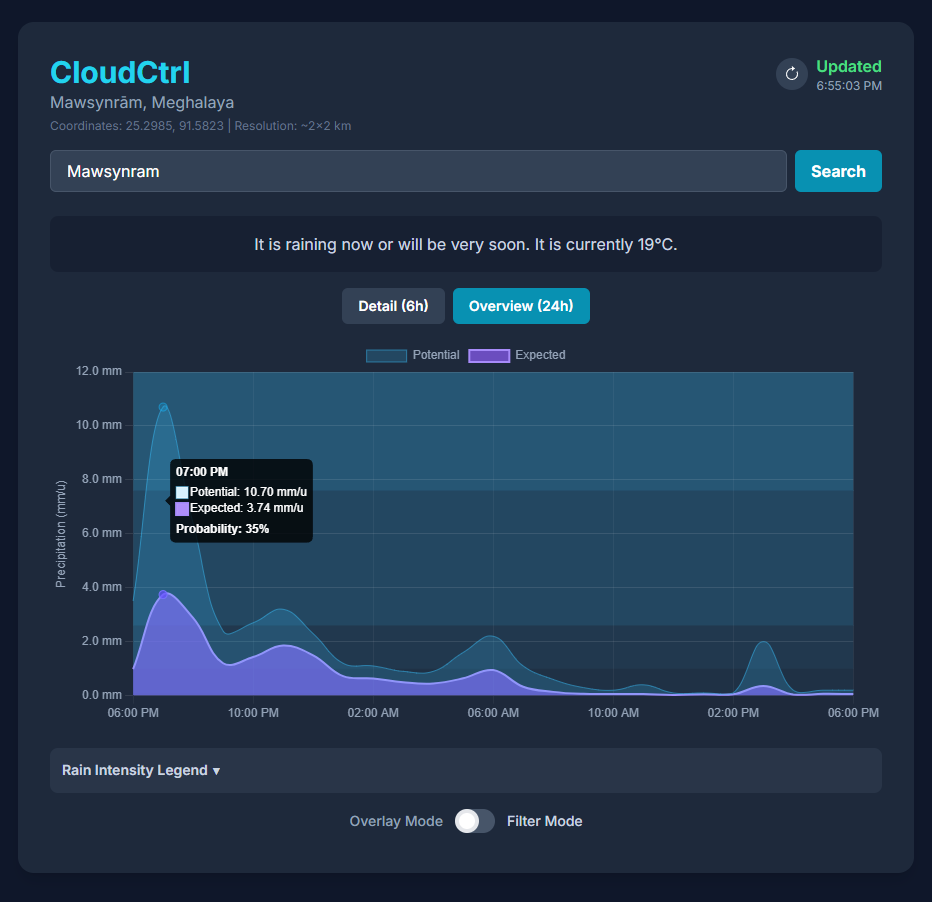 CloudCtrl
Updated
6:55:03 PM
Mawsynrām, Meghalaya
Coordinates: 25.2985, 91.5823 | Resolution: ~2×2 km
Mawsynram
Search
It is raining now or will be very soon. It is currently 19°C.
Detail (6h)
Overview (24h)
Potential
Expected
Precipitation (mm/u)
12.0 mm
10.0 mm
8.0 mm
6.0 mm
4.0 mm
2.0 mm
0.0 mm
07:00 PM
Potential: 10.70 mm/u
Expected: 3.74 mm/u
Probability: 35%
06:00 PM
10:00 PM
02:00 AM
06:00 AM
10:00 AM
02:00 PM
06:00 PM
Rain Intensity Legend ▾
Overlay Mode
Filter Mode